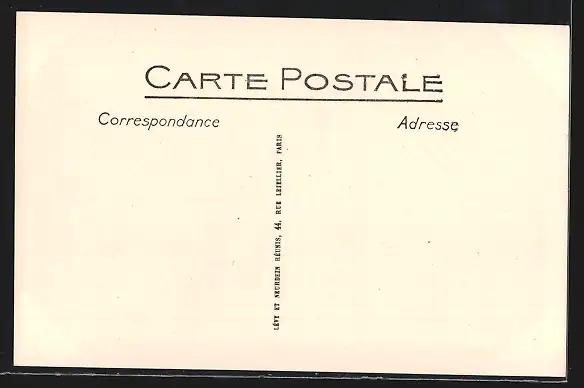 CARTE POSTALE
Correspondance
Adresse
LÉVY ET NEURDEIN RÉUNIS, 44, RUE LETELLIER, PARIS